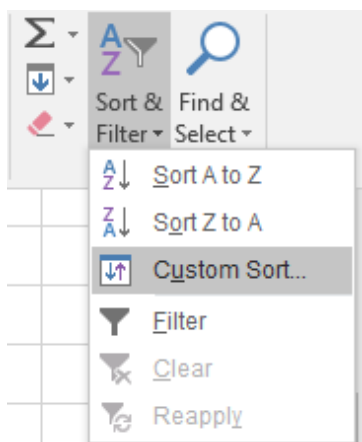 Sort &
Filter
Find &
Select
Sort A to Z
Sort Z to A
Custom Sort...
Filter
Clear
Reapply